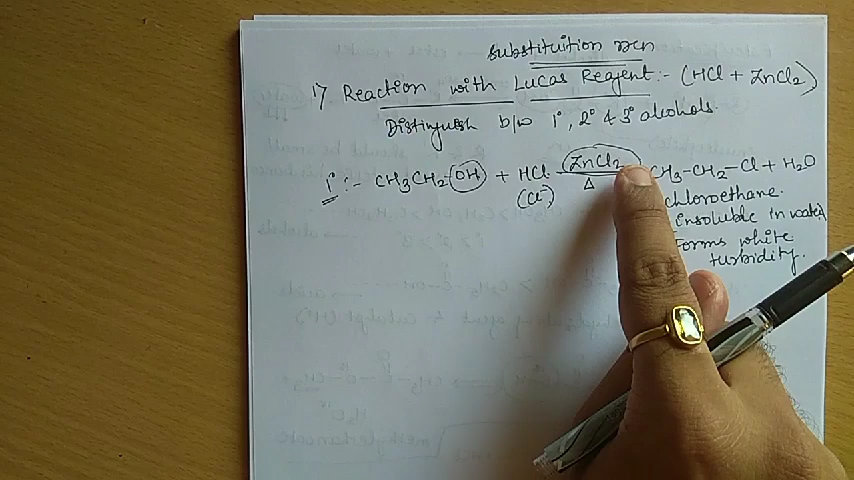 substituition rxn
1) Reaction with Lucas Reagent:- (HCl + ZnCl2)
Distinguish b/w 1°, 2° & 3° alcohols.
1° :- CH3CH2-OH + HCl ZnCl2 CH3-CH2-Cl + H2O
(Cl-) Δ chloroethane.
insoluble in water
Forms white
turbidity.